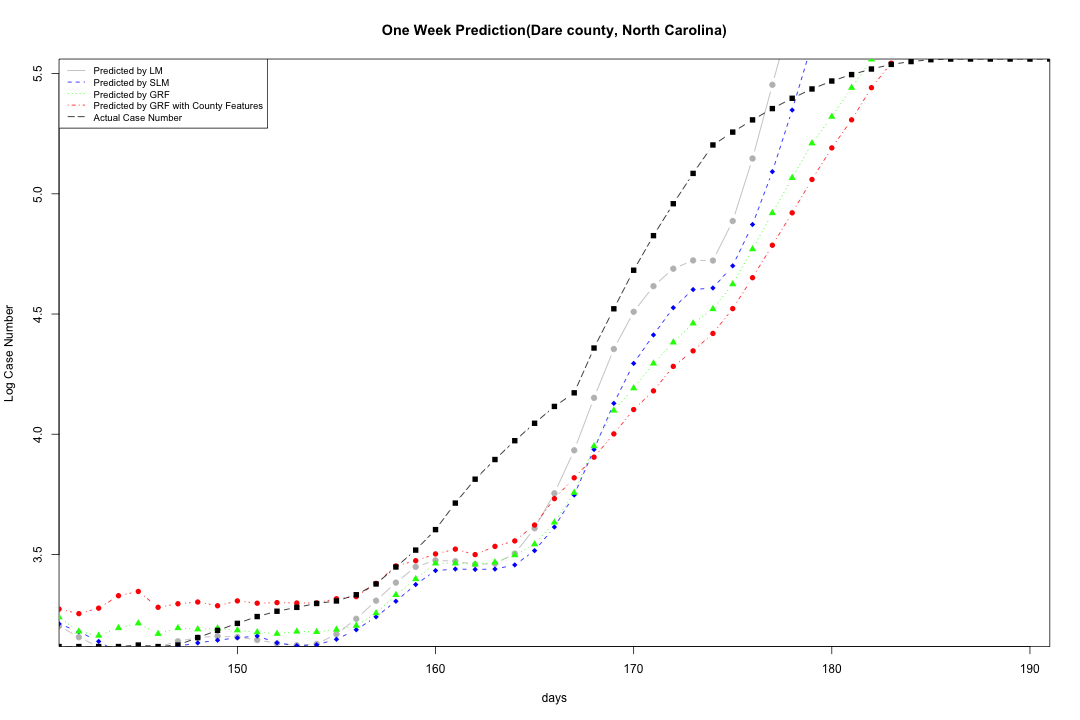 One Week Prediction(Dare county, North Carolina)
Predicted by LM
Predicted by SLM
Predicted by GRF
Predicted by GRF with County Features
Actual Case Number
5.5
5.0
4.5
4.0
3.5
Log Case Number
150 160 170 180 190
days